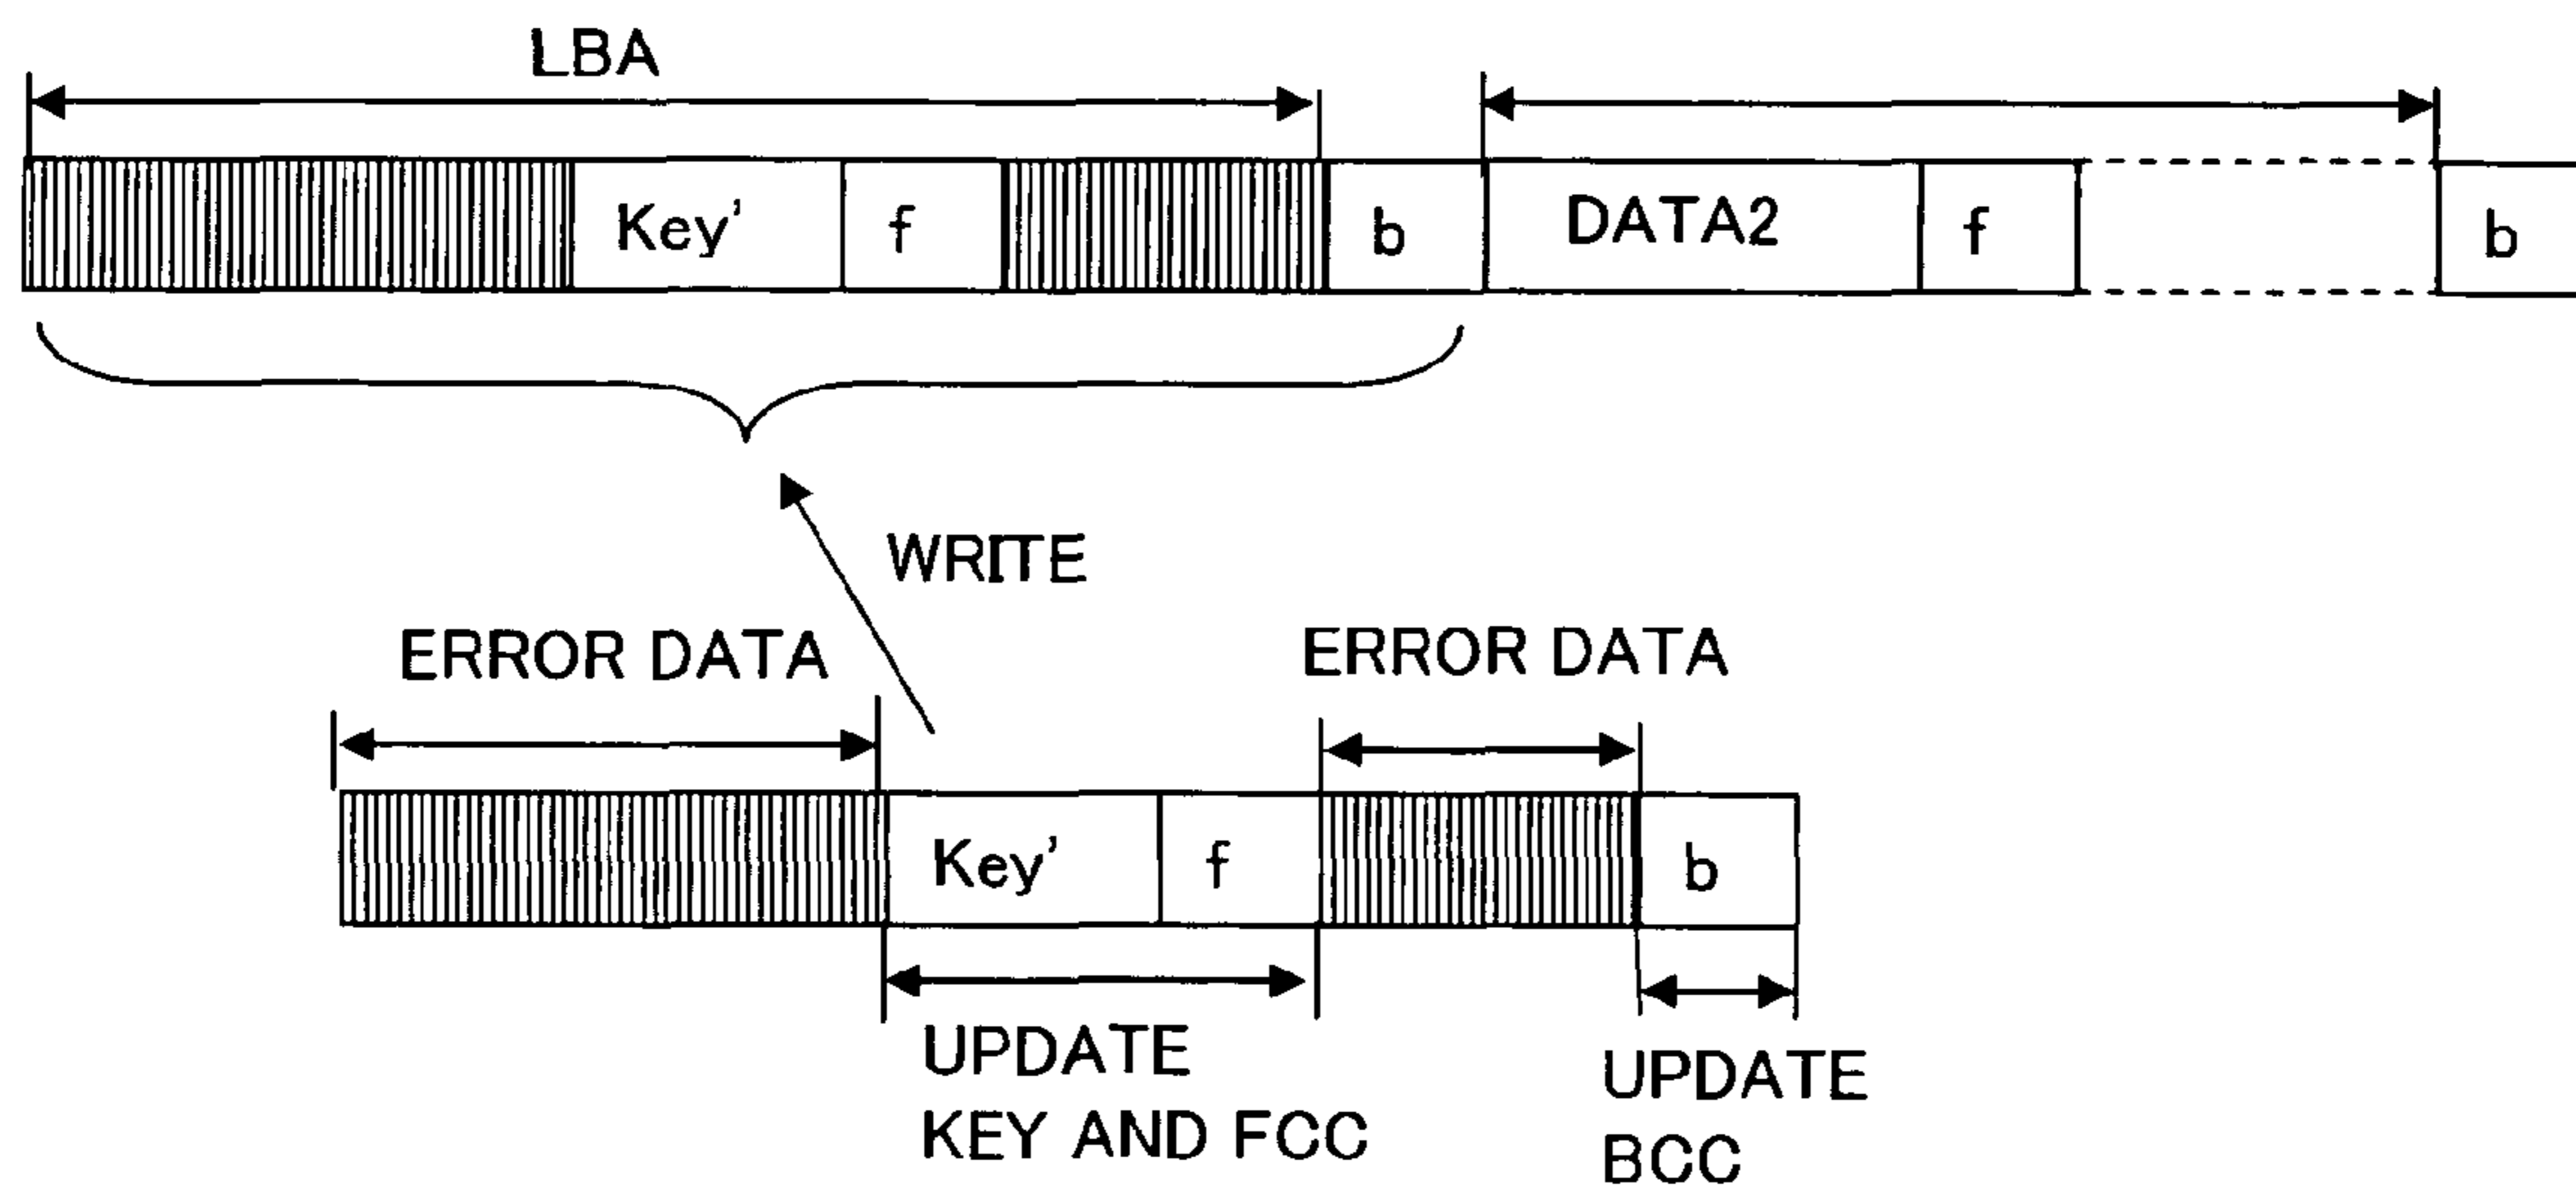 LBA
Key' f b DATA2 f b
WRITE
ERROR DATA ERROR DATA
Key' f b
UPDATE
KEY AND FCC
UPDATE
BCC